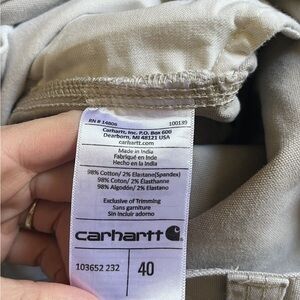 RN # 14806 100139
Carhartt, Inc. P.O. Box 600
Dearborn, MI 48121 USA
carhartt.com
Made in India
Fabriqué en Inde
Hecho en la India
98% Cotton/ 2% Elastane(Spandex)
98% Coton/ 2% Élasthanne
98% Algodón/ 2% Elastano
Exclusive of Trimming
Sans garniture
Sin incluir adorno
carhartt
103652 232 40